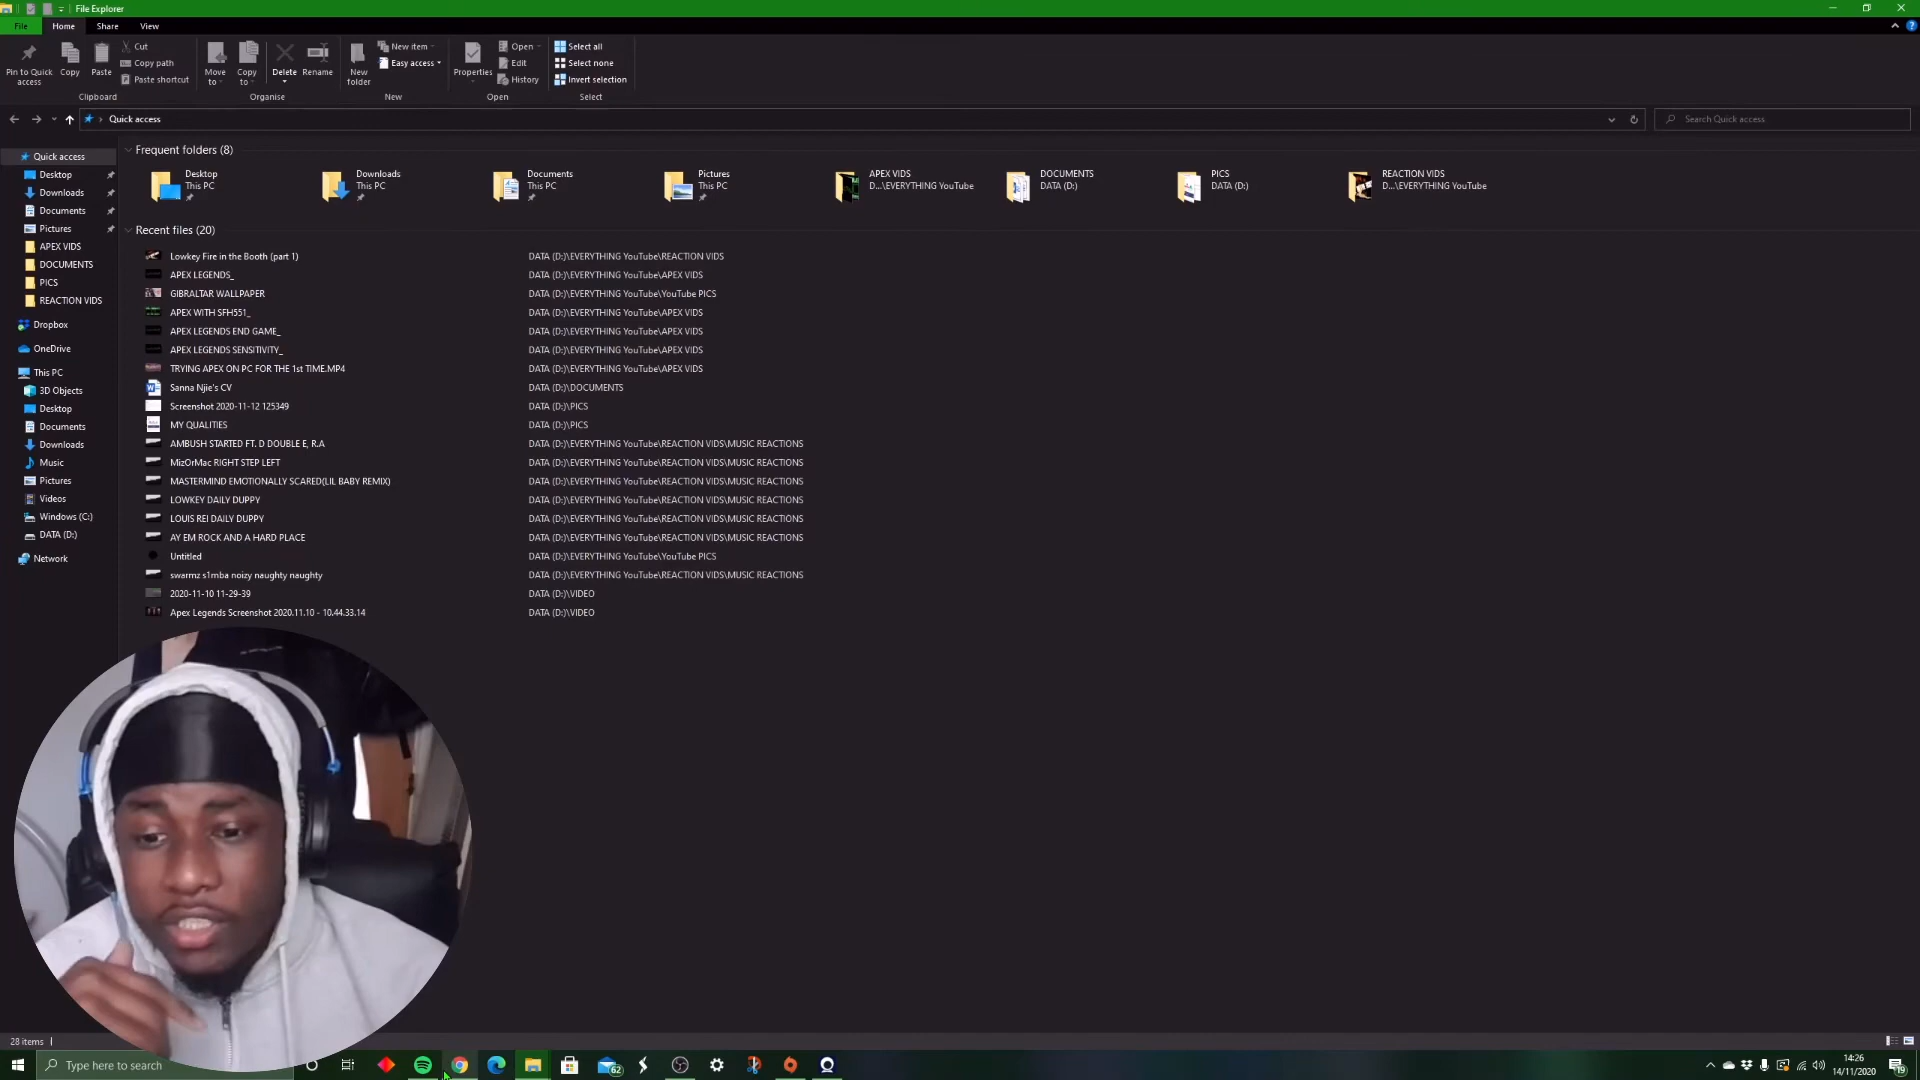 File Explorer
File Home Share View
Pin to Quick access
Copy
Paste
Cut
Copy path
Paste shortcut
Clipboard
Move to
Copy to
Delete
Rename
Organise
New folder
New item
Easy access
New
Properties
Open
Edit
History
Open
Select all
Select none
Invert selection
Select
Quick access
Search Quick access
Quick access
Desktop
Downloads
Documents
Pictures
APEX VIDS
DOCUMENTS
PICS
REACTION VIDS
Dropbox
OneDrive
This PC
3D Objects
Desktop
Documents
Downloads
Music
Pictures
Videos
Windows (C:)
DATA (D:)
Network
Frequent folders (8)
Desktop
This PC
Downloads
This PC
Documents
This PC
Pictures
This PC
APEX VIDS
D...\EVERYTHING YouTube
DOCUMENTS
DATA (D:)
PICS
DATA (D:)
REACTION VIDS
D...\EVERYTHING YouTube
Recent files (20)
Lowkey Fire in the Booth (part 1) DATA (D:)\EVERYTHING YouTube\REACTION VIDS
APEX LEGENDS_ DATA (D:)\EVERYTHING YouTube\APEX VIDS
GIBRALTAR WALLPAPER DATA (D:)\EVERYTHING YouTube\YouTube PICS
APEX WITH SFH551_ DATA (D:)\EVERYTHING YouTube\APEX VIDS
APEX LEGENDS END GAME_ DATA (D:)\EVERYTHING YouTube\APEX VIDS
APEX LEGENDS SENSITIVITY_ DATA (D:)\EVERYTHING YouTube\APEX VIDS
TRYING APEX ON PC FOR THE 1st TIME.MP4 DATA (D:)\EVERYTHING YouTube\APEX VIDS
Sanna Njie's CV DATA (D:)\DOCUMENTS
Screenshot 2020-11-12 125349 DATA (D:)\PICS
MY QUALITIES DATA (D:)\PICS
AMBUSH STARTED FT. D DOUBLE E, R.A DATA (D:)\EVERYTHING YouTube\REACTION VIDS\MUSIC REACTIONS
MizOrMac RIGHT STEP LEFT DATA (D:)\EVERYTHING YouTube\REACTION VIDS\MUSIC REACTIONS
MASTERMIND EMOTIONALLY SCARED(LIL BABY REMIX) DATA (D:)\EVERYTHING YouTube\REACTION VIDS\MUSIC REACTIONS
LOWKEY DAILY DUPPY DATA (D:)\EVERYTHING YouTube\REACTION VIDS\MUSIC REACTIONS
LOUIS REI DAILY DUPPY DATA (D:)\EVERYTHING YouTube\REACTION VIDS\MUSIC REACTIONS
AY EM ROCK AND A HARD PLACE DATA (D:)\EVERYTHING YouTube\REACTION VIDS\MUSIC REACTIONS
Untitled DATA (D:)\EVERYTHING YouTube\YouTube PICS
swarmz s1mba noizy naughty naughty DATA (D:)\EVERYTHING YouTube\REACTION VIDS\MUSIC REACTIONS
2020-11-10 11-29-39 DATA (D:)\VIDEO
Apex Legends Screenshot 2020.11.10 - 10.44.33.14 DATA (D:)\VIDEO
28 items
Type here to search
62
14:26
14/11/2020
19